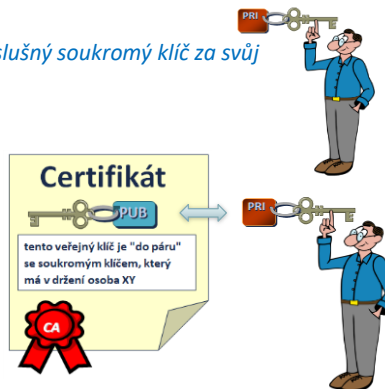 PRI
slušný soukromý klíč za svůj
Certifikát
PUB
PRI
tento veřejný klíč je "do páru"
se soukromým klíčem, který
má v držení osoba XY
CA